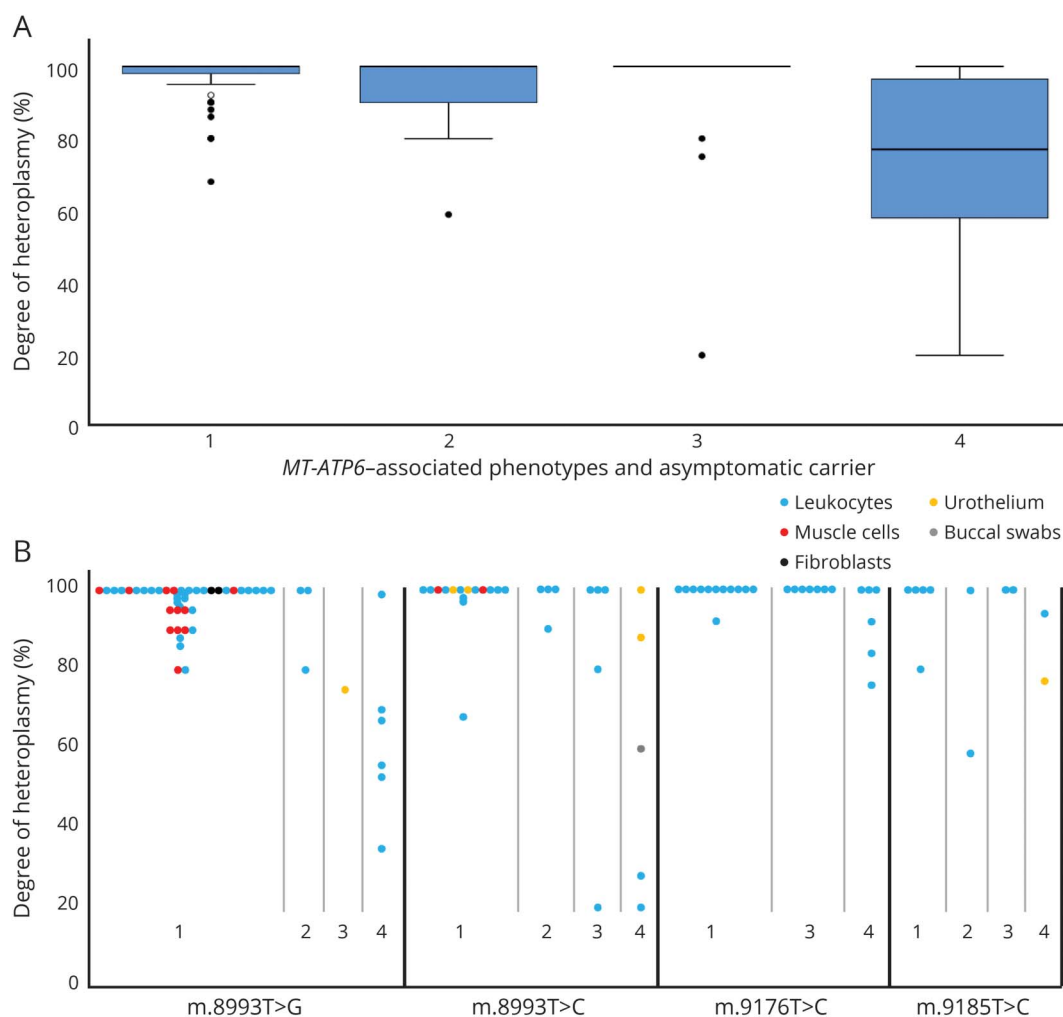 A
Degree of heteroplasmy (%)
100
80
60
40
20
0
1 2 3 4
MT-ATP6–associated phenotypes and asymptomatic carrier
Leukocytes Urothelium
Muscle cells Buccal swabs
Fibroblasts
B
Degree of heteroplasmy (%)
100
80
60
40
20
0
1 2 3 4 1 2 3 4 1 3 4 1 2 3 4
m.8993T>G m.8993T>C m.9176T>C m.9185T>C